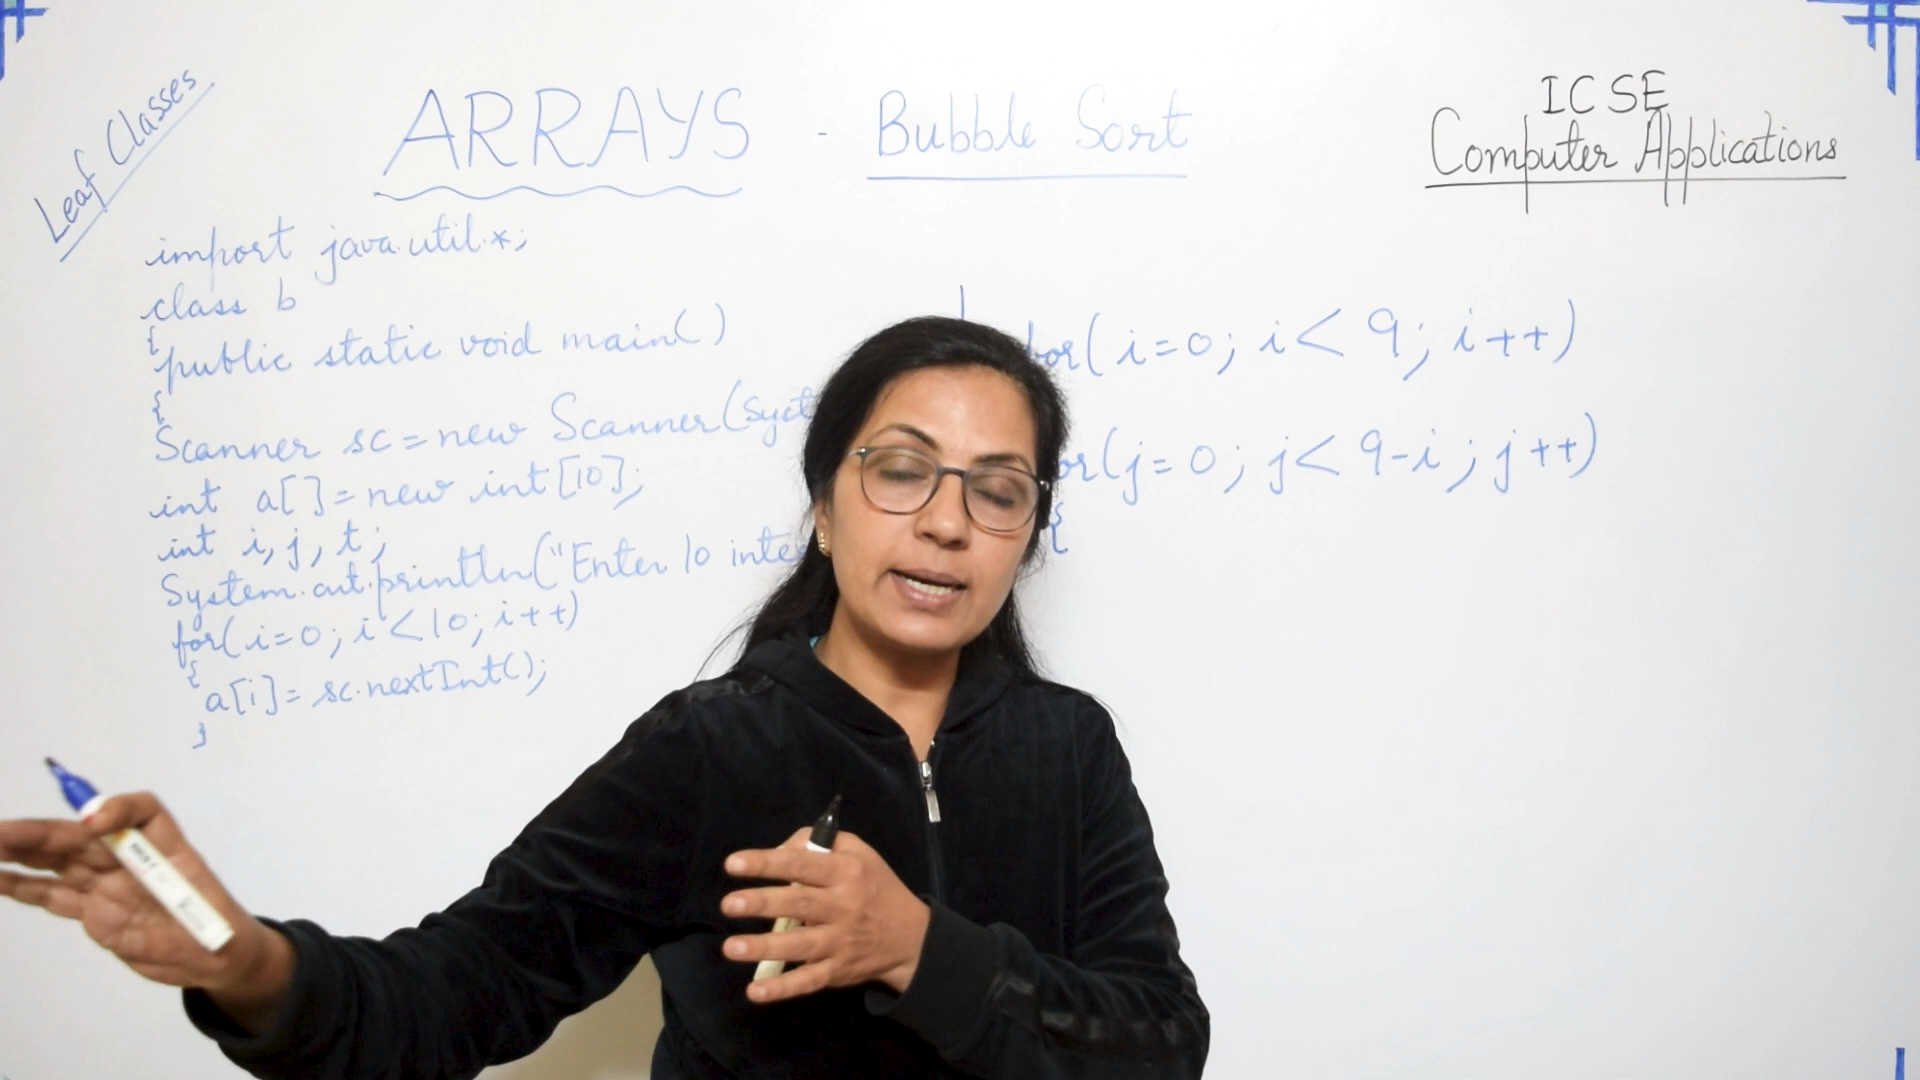 Leaf Classes
ARRAYS - Bubble Sort
ICSE
Computer Applications
import java.util.*;
class b
{
public static void main()
{
Scanner sc = new Scanner(syst
int a[] = new int[10];
int i, j, t;
System.out.println("Enter 10 inte
for(i=0; i<10; i++)
{
a[i] = sc.nextInt();
}
for(i=0; i<9; i++)
or(j=0; j<9-i; j++)
{